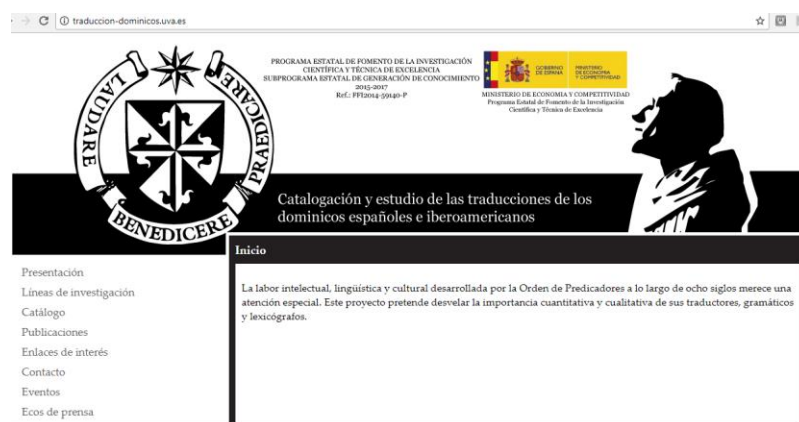 traduccion-dominicos.uva.es
LAUDARE
BENEDICERE
PRAEDICARE
PROGRAMA ESTATAL DE FOMENTO DE LA INVESTIGACIÓN
CIENTÍFICA Y TÉCNICA DE EXCELENCIA
SUBPROGRAMA ESTATAL DE GENERACIÓN DE CONOCIMIENTO
2015-2017
Ref.: FFI2014-59140-P
GOBIERNO
DE ESPAÑA
MINISTERIO
DE ECONOMÍA
Y COMPETITIVIDAD
MINISTERIO DE ECONOMIA Y COMPETITIVIDAD
Programa Estatal de Fomento de la Investigación
Científica y Técnica de Excelencia
Catalogación y estudio de las traducciones de los
dominicos españoles e iberoamericanos
Inicio
Presentación
Líneas de investigación
Catálogo
Publicaciones
Enlaces de interés
Contacto
Eventos
Ecos de prensa
La labor intelectual, lingüística y cultural desarrollada por la Orden de Predicadores a lo largo de ocho siglos merece una
atención especial. Este proyecto pretende desvelar la importancia cuantitativa y cualitativa de sus traductores, gramáticos
y lexicógrafos.